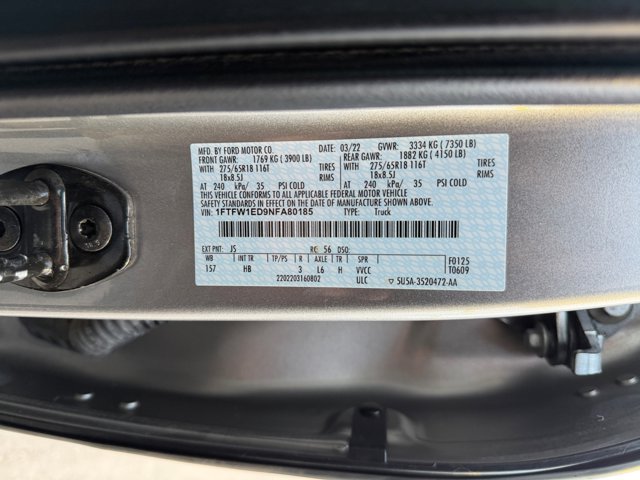 MFD. BY FORD MOTOR CO. DATE: 03/22 GVWR: 3334 KG ( 7350 LB)
FRONT GAWR: 1769 KG ( 3900 LB) REAR GAWR: 1882 KG ( 4150 LB)
WITH 275/65R18 116T TIRES WITH 275/65R18 116T TIRES
18x8.5J RIMS 18x8.5J RIMS
AT 240 kPa/ 35 PSI COLD AT 240 kPa/ 35 PSI COLD
THIS VEHICLE CONFORMS TO ALL APPLICABLE FEDERAL MOTOR VEHICLE
SAFETY STANDARDS IN EFFECT ON THE DATE OF MANUFACTURE SHOWN ABOVE.
VIN: 1FTFW1ED9NFA80185 TYPE: Truck
EXT PNT: J5 RC: 56 DSO: F0125
WB INT TR TP/PS R AXLE TR SPR T0609
157 HB 3 L6 H VVCC
2202203160802 ULC 5U5A-3520472-AA